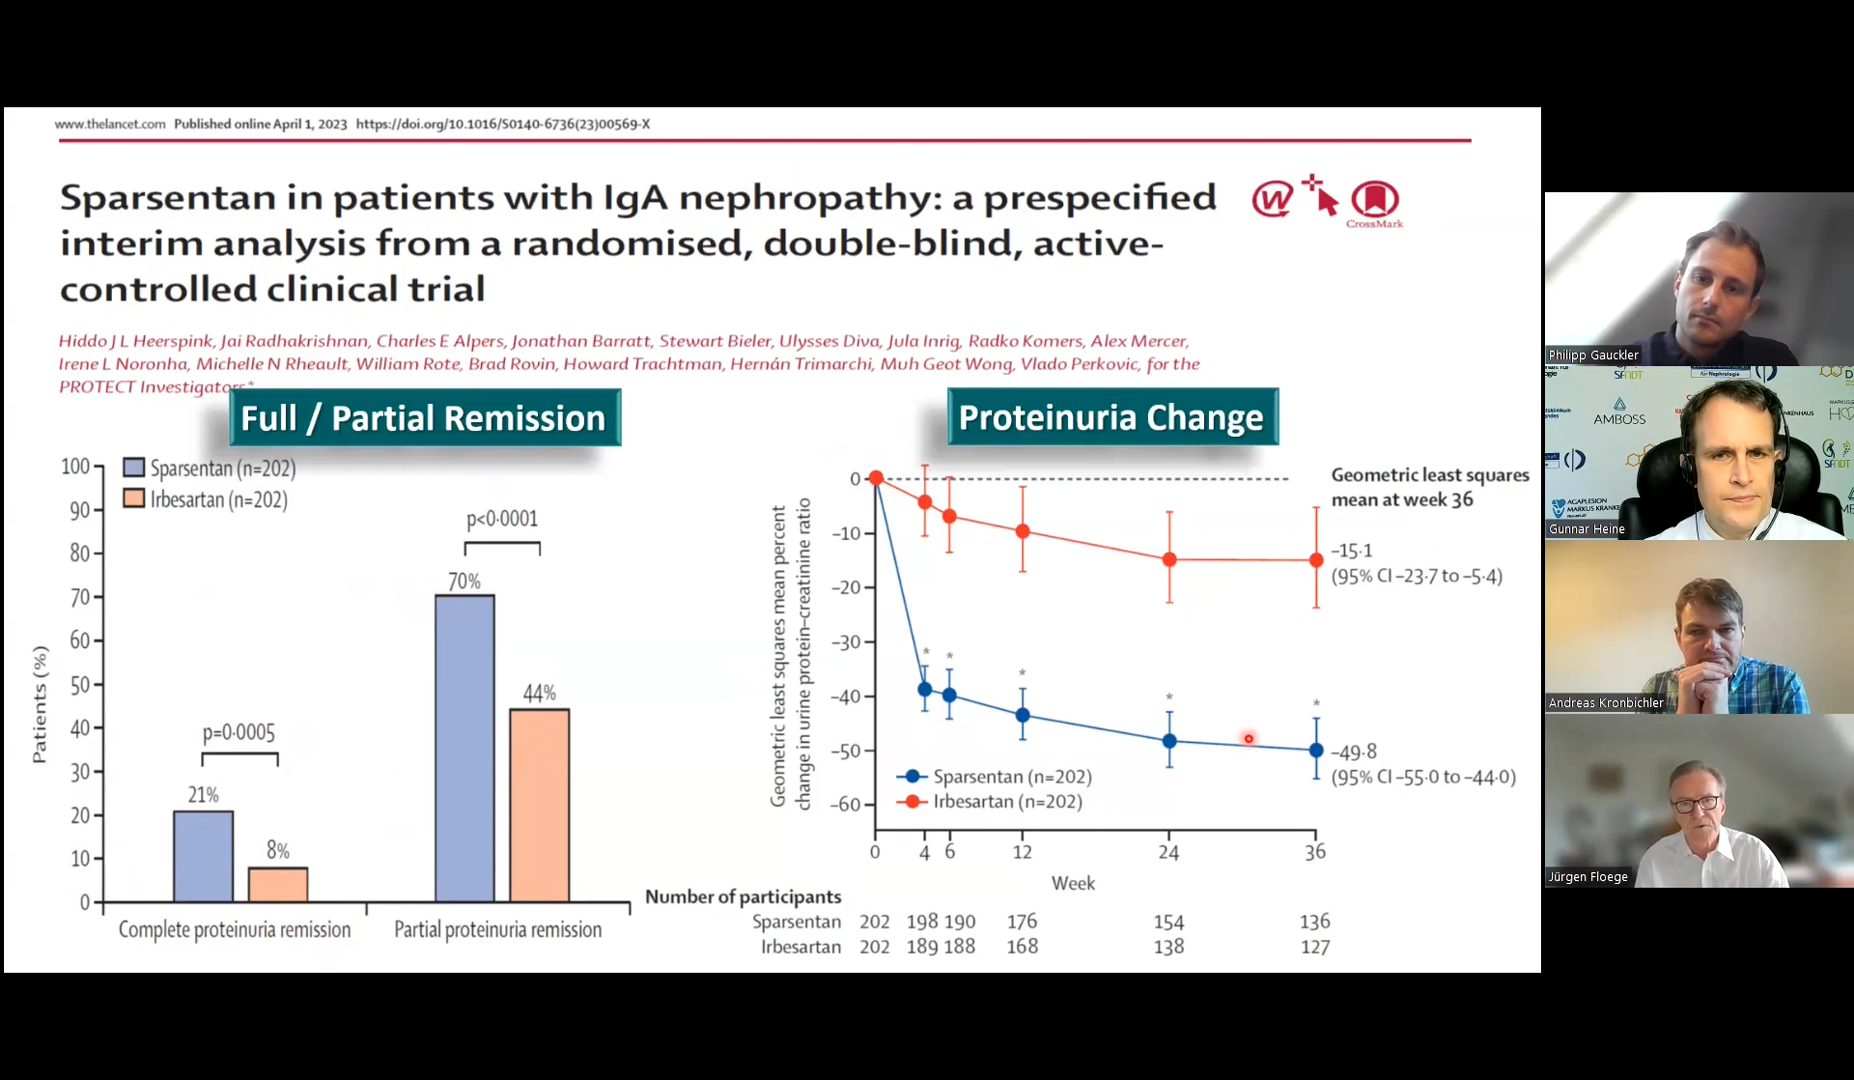 www.thelancet.com Published online April 1, 2023 https://doi.org/10.1016/S0140-6736(23)00569-X
Sparsentan in patients with IgA nephropathy: a prespecified
interim analysis from a randomised, double-blind, active-
controlled clinical trial
CrossMark
Hiddo J L Heerspink, Jai Radhakrishnan, Charles E Alpers, Jonathan Barratt, Stewart Bieler, Ulysses Diva, Jula Inrig, Radko Komers, Alex Mercer,
Irene L Noronha, Michelle N Rheault, William Rote, Brad Rovin, Howard Trachtman, Hernán Trimarchi, Muh Geot Wong, Vlado Perkovic, for the
PROTECT Investigators*
Full / Partial Remission
100
90
80
70
60
50
40
30
20
10
0
Patients (%)
Sparsentan (n=202)
Irbesartan (n=202)
p=0·0005
21%
8%
p<0·0001
70%
44%
Complete proteinuria remission
Partial proteinuria remission
Proteinuria Change
Geometric least squares mean percent
change in urine protein–creatinine ratio
0
–10
–20
–30
–40
–50
–60
* * * * *
Sparsentan (n=202)
Irbesartan (n=202)
Geometric least squares
mean at week 36
–15·1
(95% CI –23·7 to –5·4)
–49·8
(95% CI –55·0 to –44·0)
0 4 6 12 24 36
Week
Number of participants
Sparsentan 202 198 190 176 154 136
Irbesartan 202 189 188 168 138 127
Philipp Gauckler
für Nephrologie
AMBOSS
AGAPLESION
MARKUS KRANKE
Gunnar Heine
Andreas Kronbichler
Jürgen Floege